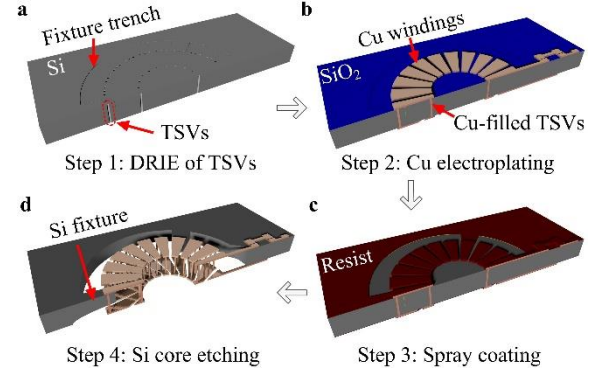 a
Fixture trench
Si
TSVs
Step 1: DRIE of TSVs
b
Cu windings
SiO₂
Cu-filled TSVs
Step 2: Cu electroplating
d
Si fixture
Step 4: Si core etching
c
Resist
Step 3: Spray coating